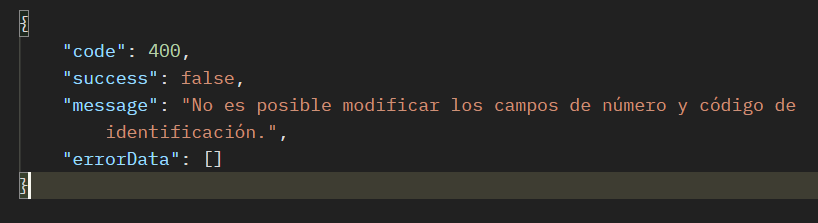 {
"code": 400,
"success": false,
"message": "No es posible modificar los campos de número y código de
identificación.",
"errorData": []
}